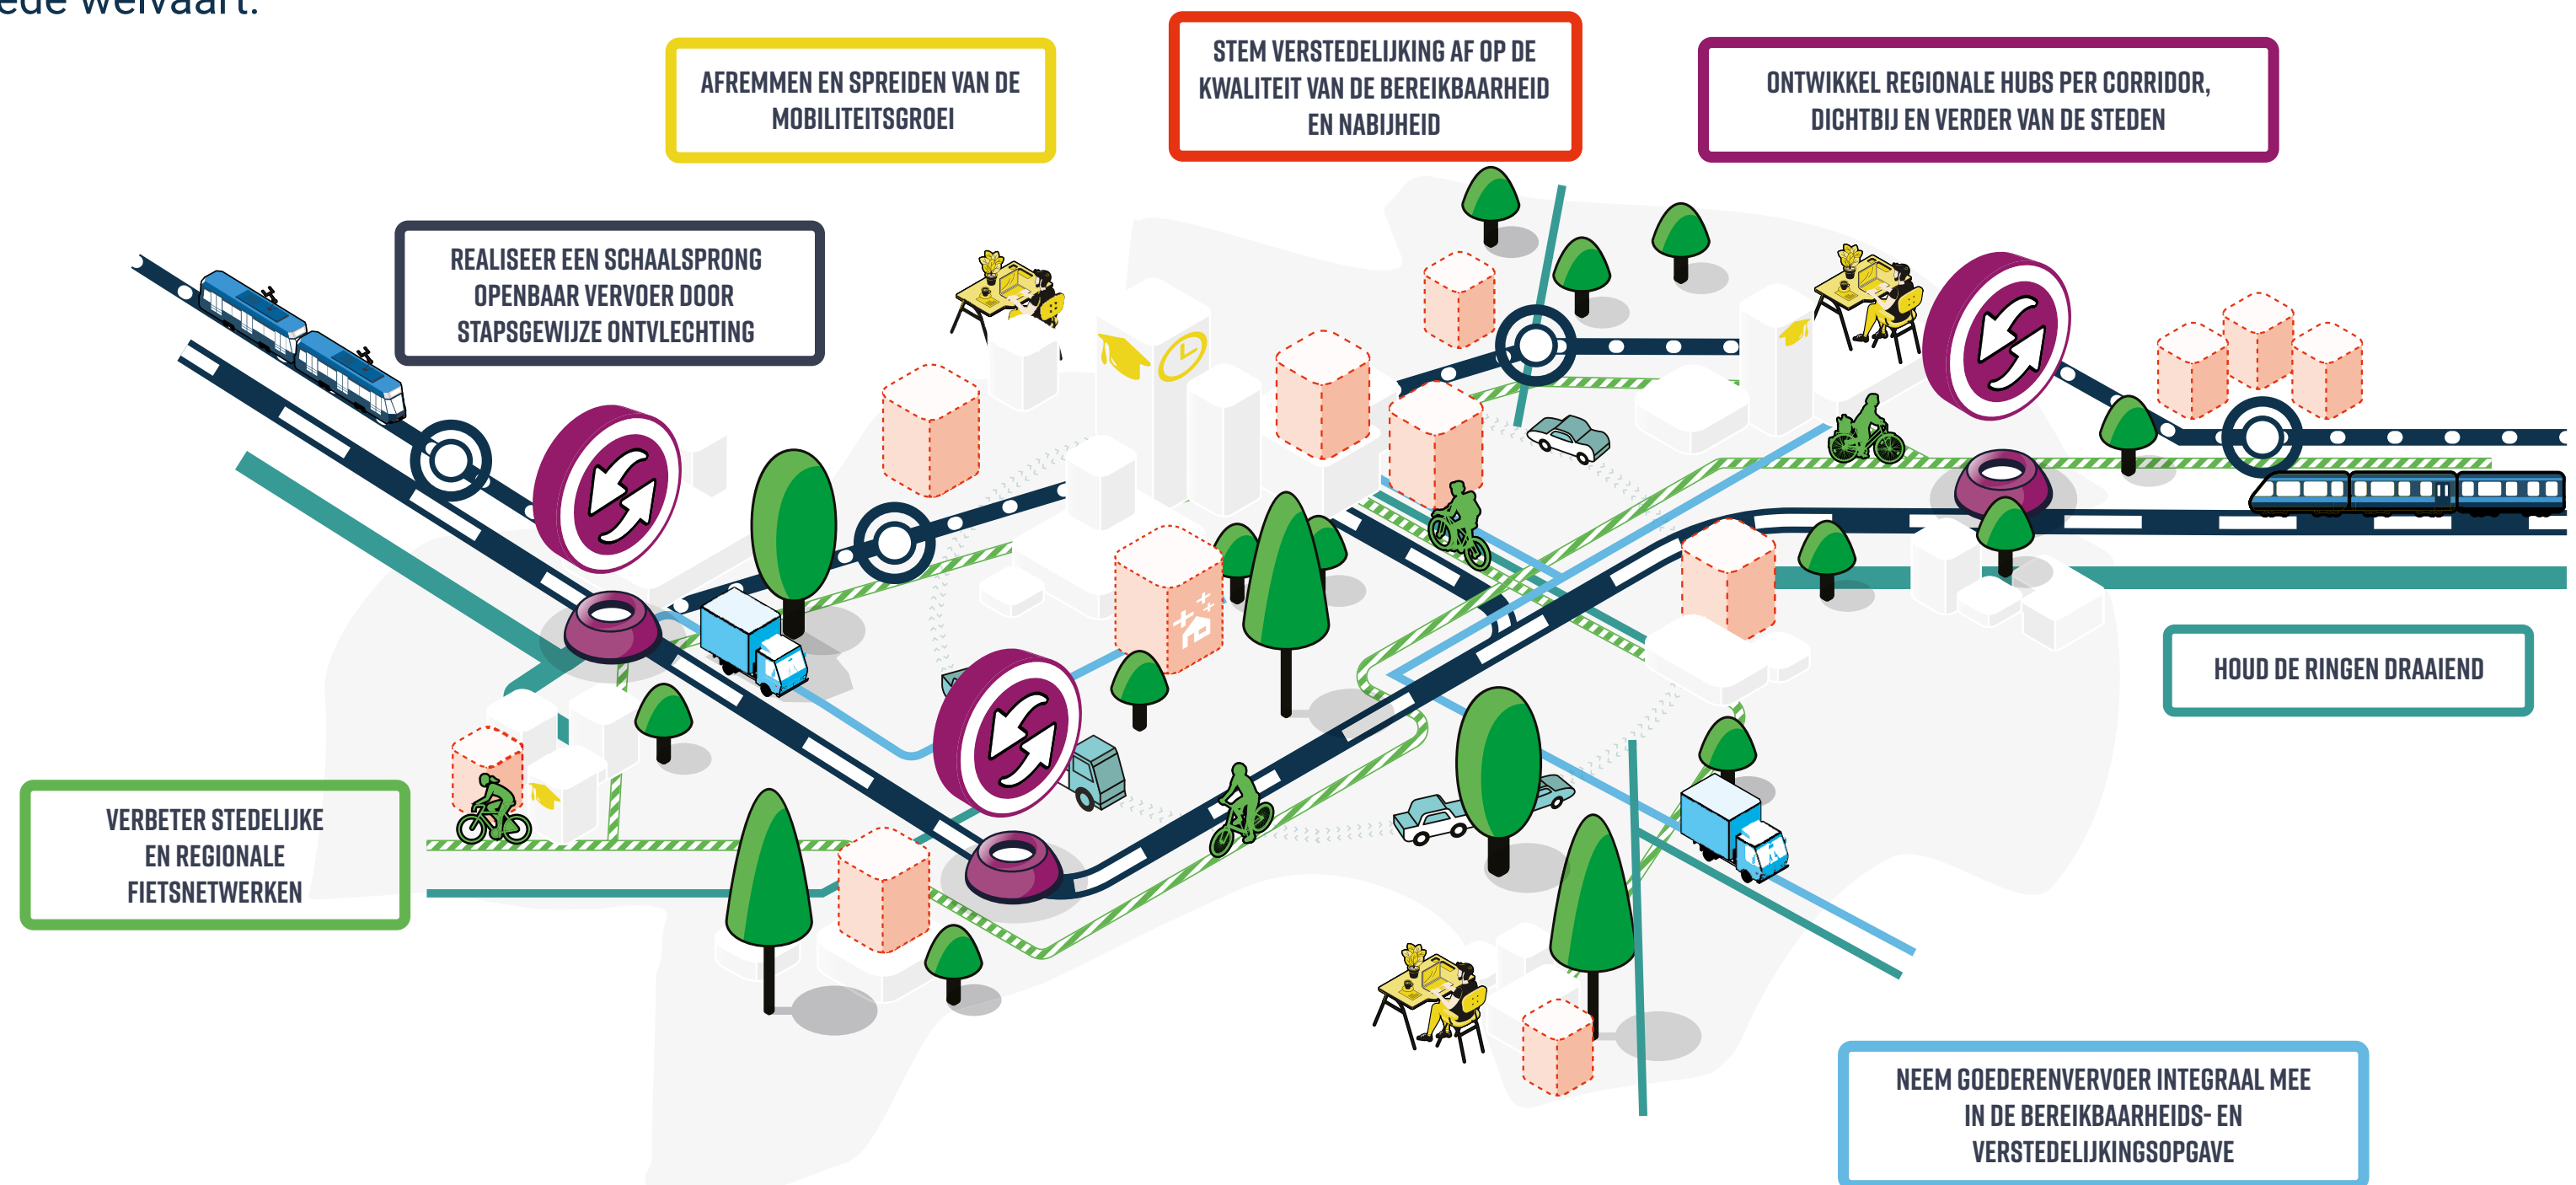 ede welvaart.
AFREMMEN EN SPREIDEN VAN DE
MOBILITEITSGROEI
STEM VERSTEDELIJKING AF OP DE
KWALITEIT VAN DE BEREIKBAARHEID
EN NABIJHEID
ONTWIKKEL REGIONALE HUBS PER CORRIDOR,
DICHTBIJ EN VERDER VAN DE STEDEN
REALISEER EEN SCHAALSPRONG
OPENBAAR VERVOER DOOR
STAPSGEWIJZE ONTVLECHTING
HOUD DE RINGEN DRAAIEND
VERBETER STEDELIJKE
EN REGIONALE
FIETSNETWERKEN
NEEM GOEDERENVERVOER INTEGRAAL MEE
IN DE BEREIKBAARHEIDS- EN
VERSTEDELIJKINGSOPGAVE